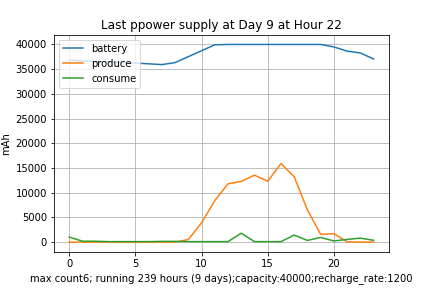 Last ppower supply at Day 9 at Hour 22
40000
35000
30000
25000
20000
15000
10000
5000
0
mAh
battery
produce
consume
0 5 10 15 20
max count6; running 239 hours (9 days);capacity:40000;recharge_rate:1200